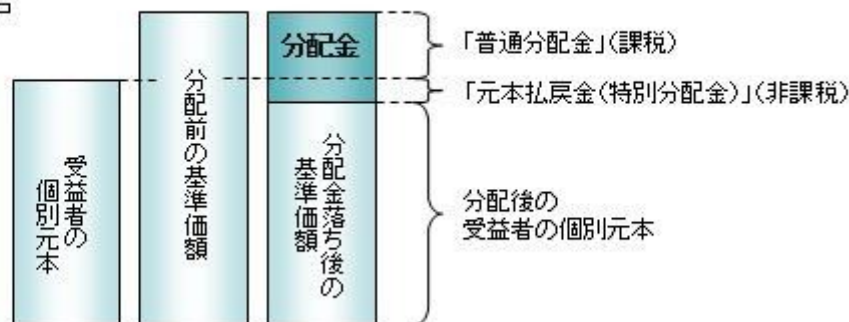 分配金
「普通分配金」(課税)
「元本払戻金(特別分配金)」(非課税)
受益者の
個別元本
分配前の基準価額
分配金落ち後の
基準価額
分配後の
受益者の個別元本